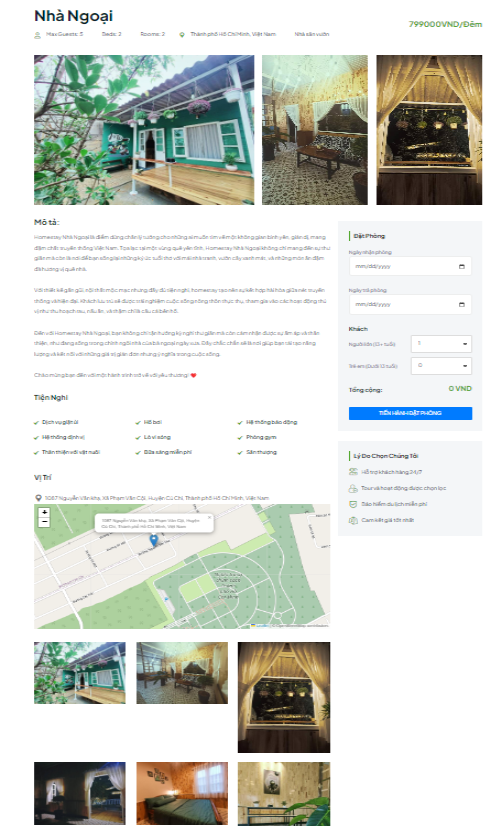 Nhà Ngoại
799000VND/Đêm
Max Guests: 3 Beds: 2 Rooms: 2 Thành phố Hồ Chí Minh, Việt Nam Nhà sân vườn
Mô tả:
Homestay Nhà Ngoại là điểm dừng chân lý tưởng cho những ai muốn tìm về một không gian bình yên, giản dị, mang
đậm chất truyền thống Việt Nam. Tọa lạc tại một vùng quê yên tĩnh, Homestay Nhà Ngoại không chỉ mang đến sự thư
giãn mà còn là nơi để bạn sống lại những ký ức tuổi thơ với mái nhà tranh, vườn cây xanh mát, và những món ăn đậm
đà hương vị quê nhà.
Với thiết kế gần gũi, nội thất mộc mạc nhưng đầy đủ tiện nghi, homestay tạo nên sự kết hợp hài hòa giữa nét truyền
thống và hiện đại. Khách lưu trú sẽ được trải nghiệm cuộc sống nông thôn thực thụ, tham gia vào các hoạt động thú
vị như thu hoạch rau, nấu ăn, và thậm chí là câu cá bên hồ.
Đến với Homestay Nhà Ngoại, bạn không chỉ tận hưởng kỳ nghỉ thư giãn mà còn cảm nhận được sự ấm áp và thân
thiện, như đang sống trong chính ngôi nhà của bà ngoại ngày xưa. Đây chắc chắn sẽ là nơi giúp bạn tái tạo năng
lượng và kết nối với những giá trị giản đơn nhưng ý nghĩa trong cuộc sống.
Chào mừng bạn đến với một hành trình trở về với yêu thương ❤️
Tiện Nghi
Dịch vụ giặt ủi Hồ bơi Hệ thống báo động
Hệ thống định vị Lò vi sóng Phòng gym
Thân thiện với vật nuôi Bữa sáng miễn phí Sân thượng
Vị Trí
1087 Nguyễn Văn khạ, Xã Phạm Văn Cội, Huyện Củ Chi, Thành phố Hồ Chí Minh, Việt Nam
+
−
1087 Nguyễn Văn khạ, Xã Phạm Văn Cội, Huyện
Củ Chi, Thành phố Hồ Chí Minh, Việt Nam
×
Đặt Phòng
Ngày nhận phòng
mm/dd/yyyy
Ngày trả phòng
mm/dd/yyyy
Khách
Người lớn (13+ tuổi) 1
Trẻ em (Dưới 13 tuổi) 0
Tổng cộng: 0 VND
TIẾN HÀNH ĐẶT PHÒNG
Lý Do Chọn Chúng Tôi
Hỗ trợ khách hàng 24/7
Tour và hoạt động được chọn lọc
Bảo hiểm du lịch miễn phí
Cam kết giá tốt nhất